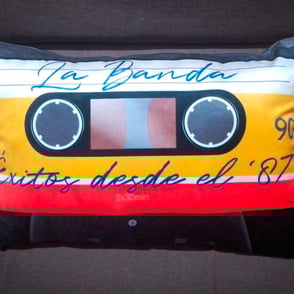 La Banda
90
Éxitos desde el '87
2x30min